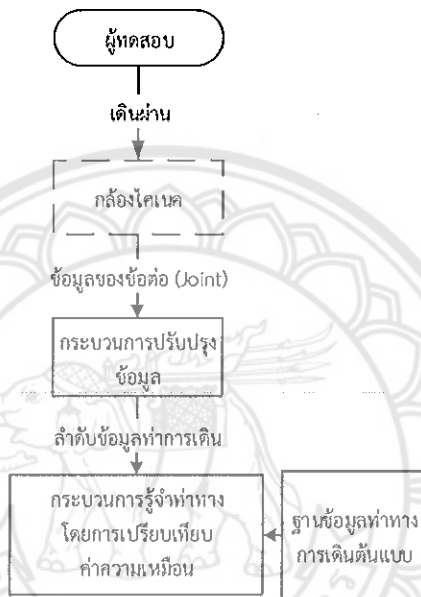 ผู้ทดสอบ
เดินผ่าน
กล้องไคเนค
ข้อมูลของข้อต่อ (Joint)
กระบวนการปรับปรุง
ข้อมูล
ลำดับข้อมูลท่าการเดิน
กระบวนการรู้จำท่าทาง
โดยการเปรียบเทียบ
ค่าความเหมือน
ฐานข้อมูลท่าทาง
การเดินต้นแบบ